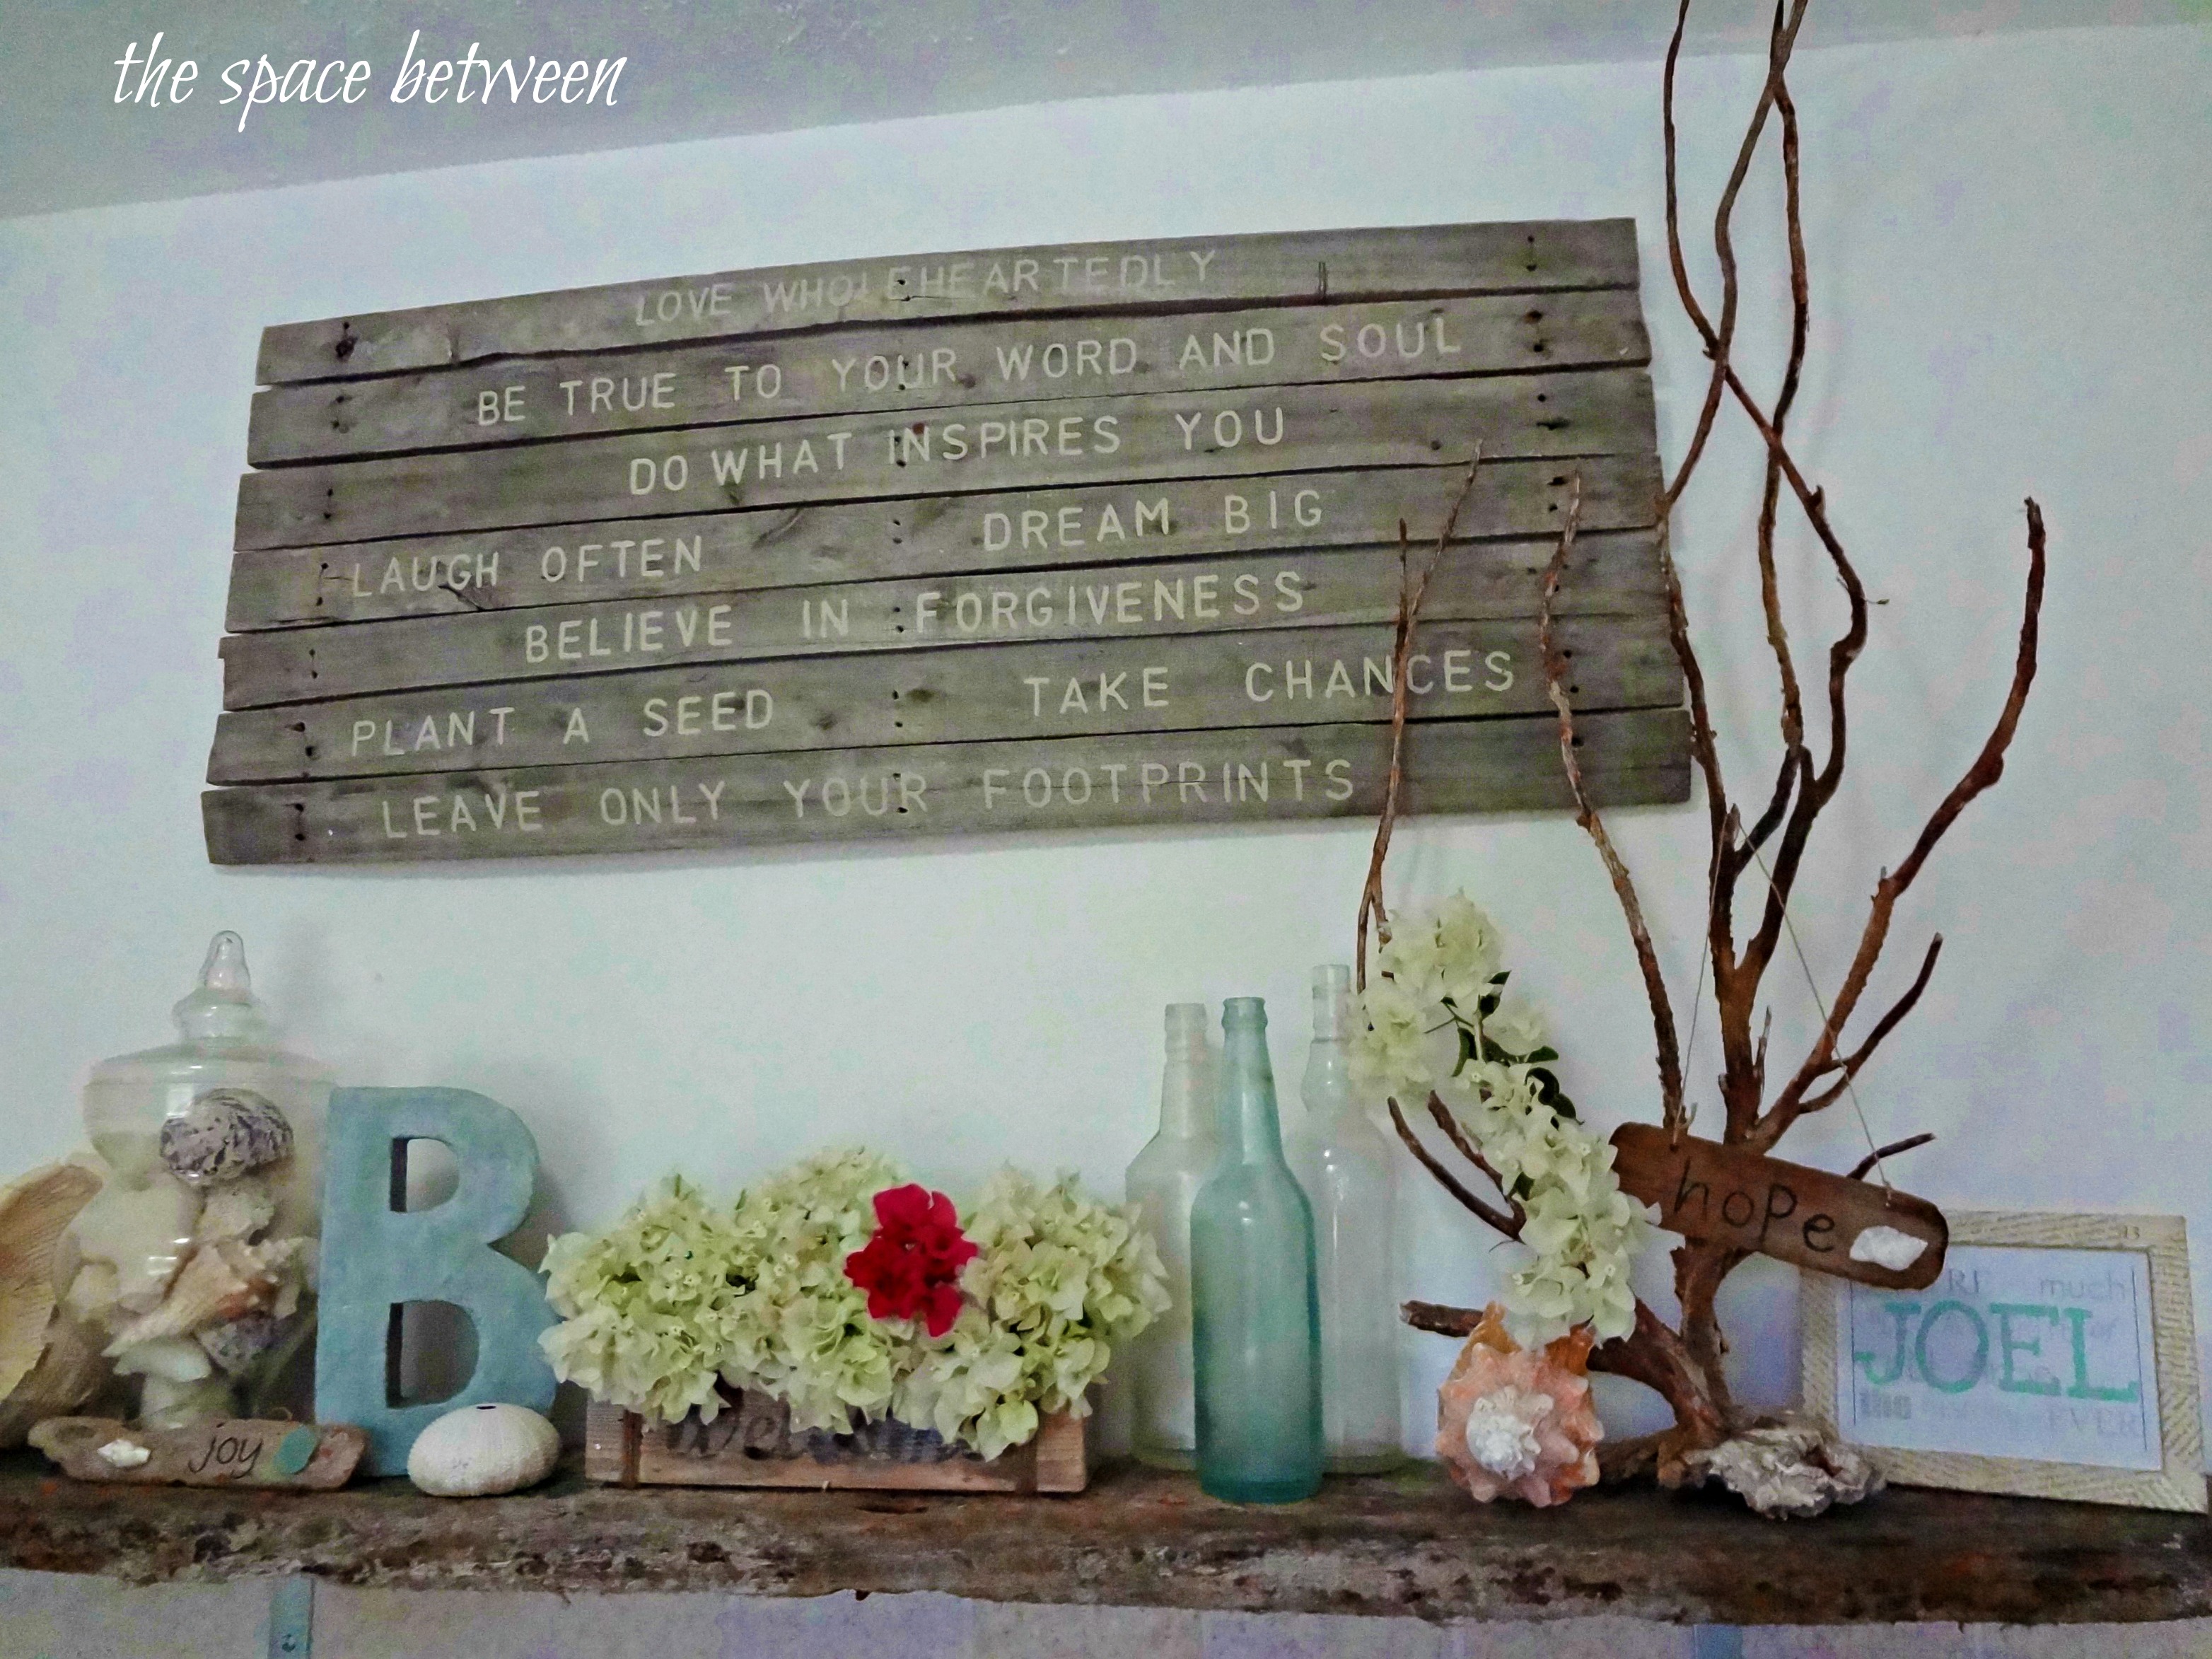 the space between
LOVE WHOLEHEARTEDLY
BE TRUE TO YOUR WORD AND SOUL
DO WHAT INSPIRES YOU
LAUGH OFTEN DREAM BIG
BELIEVE IN FORGIVENESS
PLANT A SEED TAKE CHANCES
LEAVE ONLY YOUR FOOTPRINTS
B
hope
much
JOEL
the
EVER
joy